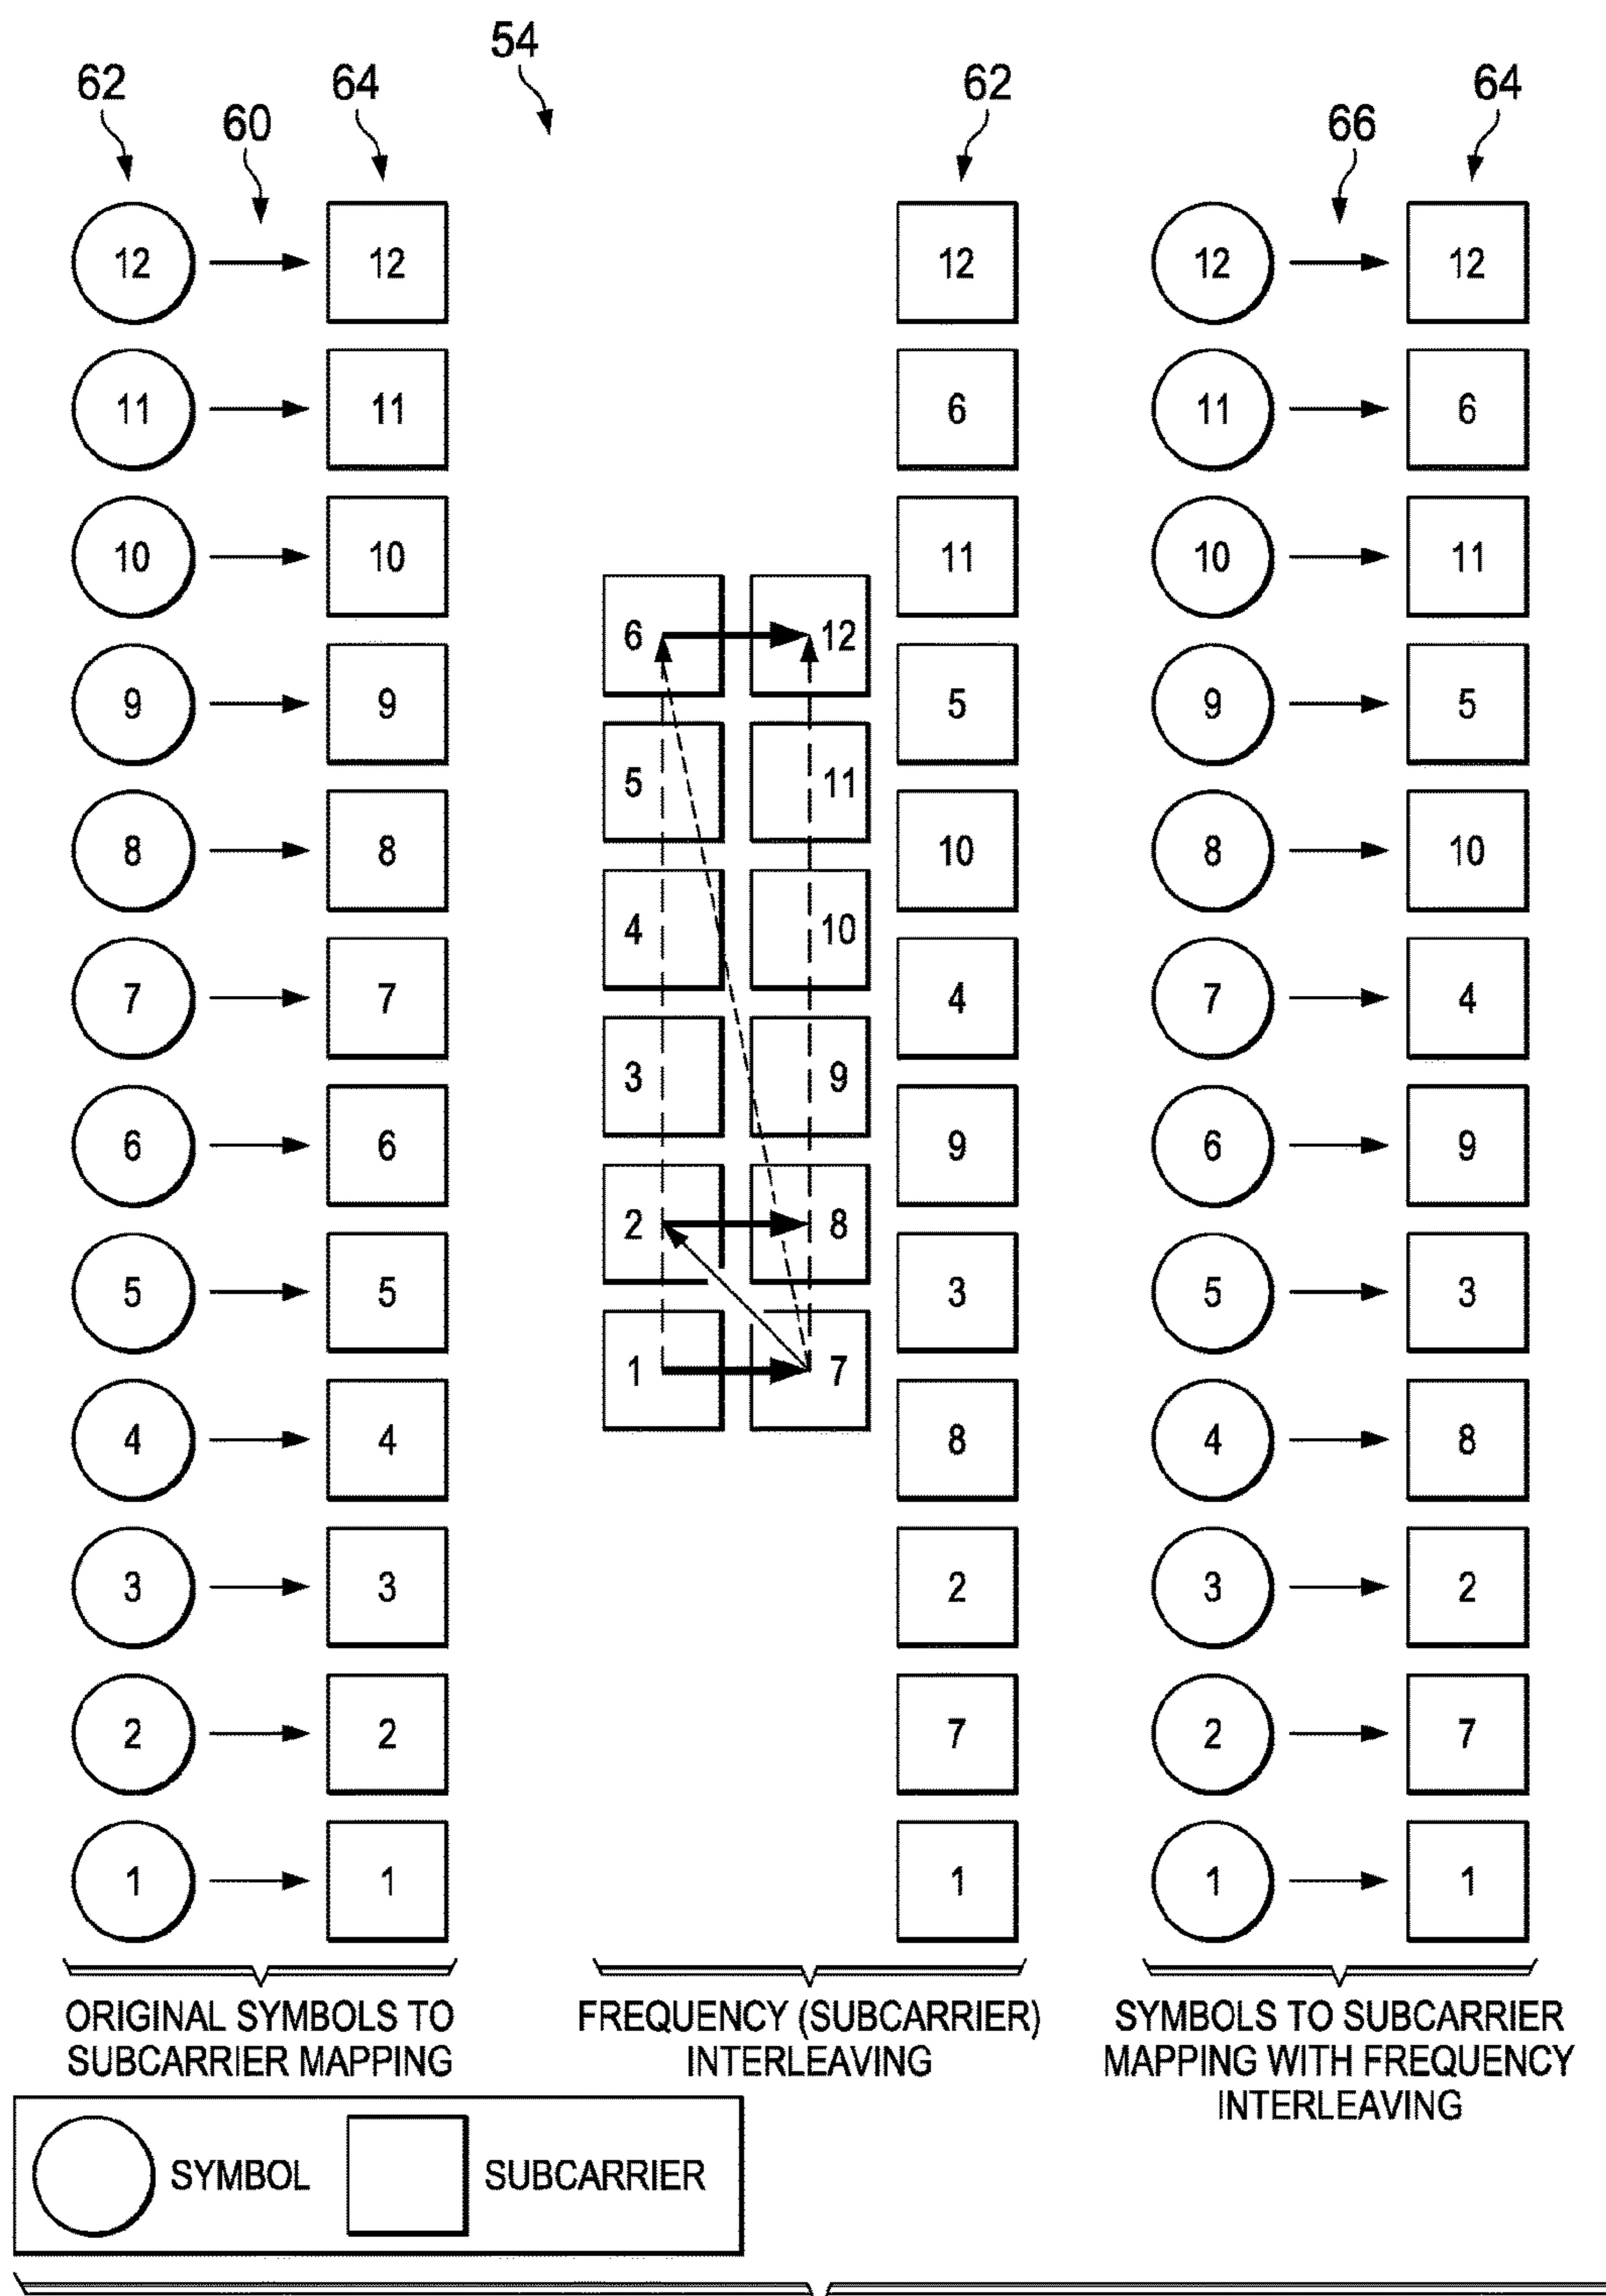 54
62 60 64 62 66 64
12 12 12 12 12
11 11 6 11 6
10 10 11 10 11
6 12
9 9 5 9 5
5 11
8 8 10 8 10
4 10
7 7 4 7 4
3 9
6 6 9 6 9
2 8
5 5 3 5 3
1 7
4 4 8 4 8
3 3 2 3 2
2 2 7 2 7
1 1 1 1 1
ORIGINAL SYMBOLS TO
SUBCARRIER MAPPING
FREQUENCY (SUBCARRIER)
INTERLEAVING
SYMBOLS TO SUBCARRIER
MAPPING WITH FREQUENCY
INTERLEAVING
SYMBOL SUBCARRIER